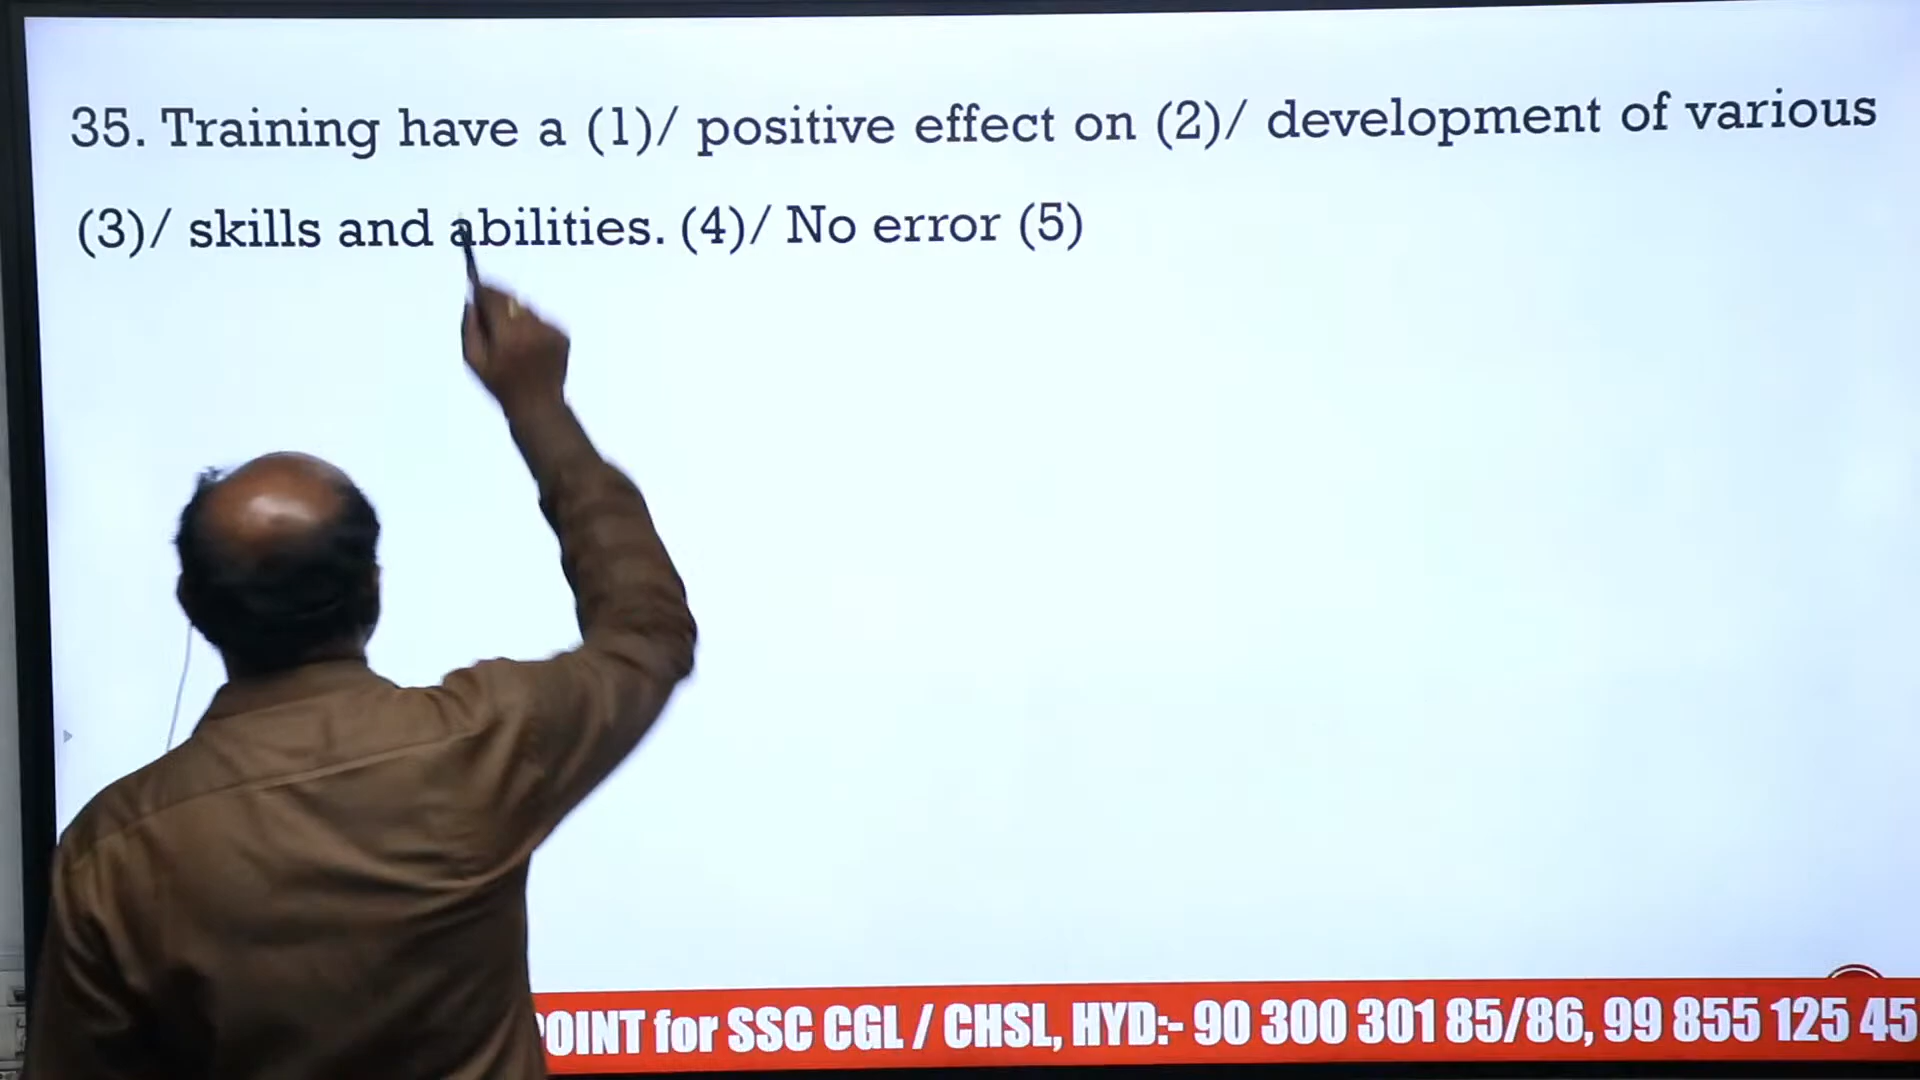 35. Training have a (1)/ positive effect on (2)/ development of various
(3)/ skills and abilities. (4)/ No error (5)
POINT for SSC CGL / CHSL, HYD:- 90 300 301 85/86, 99 855 125 45